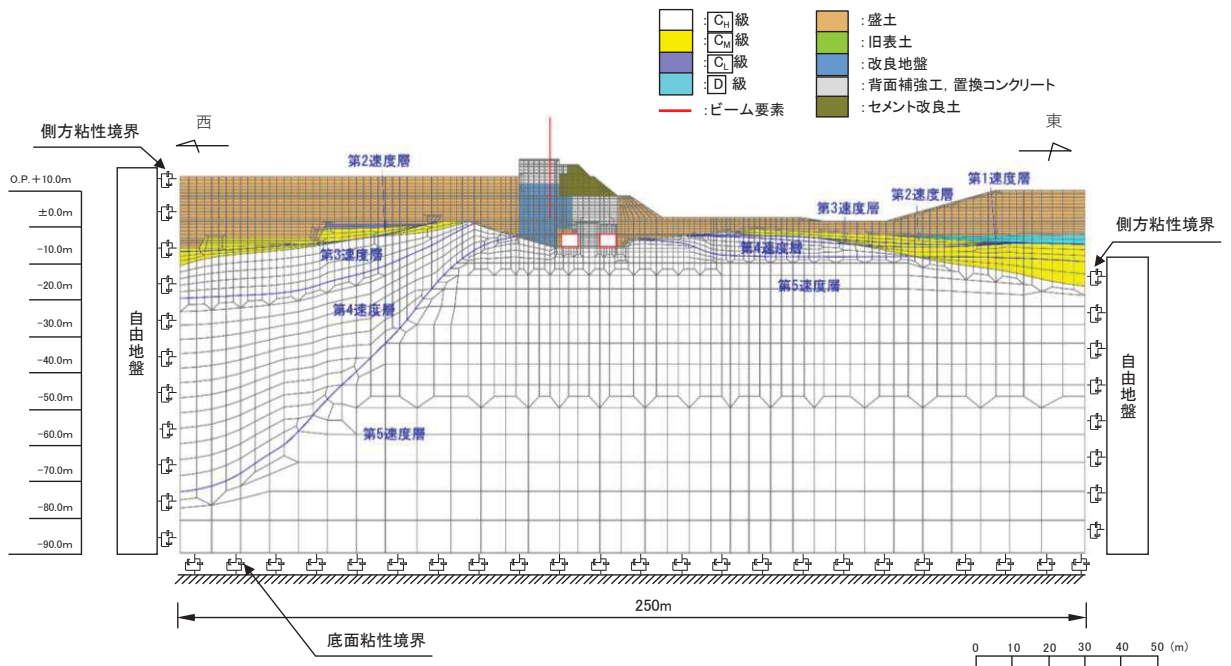 C_H 級
C_M 級
C_L 級
D 級
:ビーム要素
:盛土
:旧表土
:改良地盤
:背面補強工, 置換コンクリート
:セメント改良土
西
東
側方粘性境界
側方粘性境界
O.P.+10.0m
±0.0m
-10.0m
-20.0m
-30.0m
-40.0m
-50.0m
-60.0m
-70.0m
-80.0m
-90.0m
自由地盤
自由地盤
第2速度層
第3速度層
第4速度層
第5速度層
第1速度層
第2速度層
第3速度層
第4速度層
第5速度層
250m
底面粘性境界
0 10 20 30 40 50 (m)